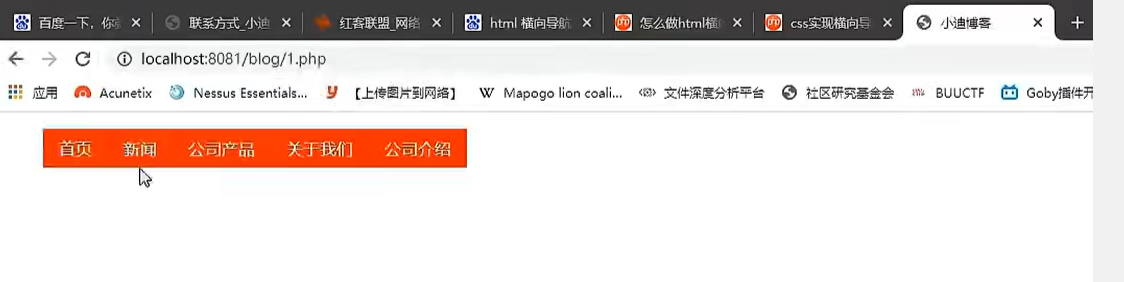 百度一下，你
联系方式_小迪
红客联盟_网络
html 横向导航
怎么做html横
css实现横向导
小迪博客
localhost:8081/blog/1.php
应用 Acunetix Nessus Essentials... 【上传图片到网络】 Mapogo lion coali... 文件深度分析平台 社区研究基金会 BUUCTF Goby插件开
首页 新闻 公司产品 关于我们 公司介绍